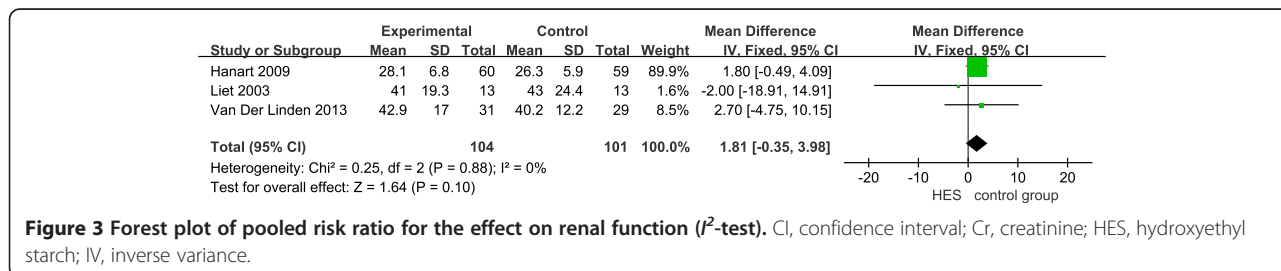 Experimental Control Mean Difference Mean Difference
Study or Subgroup Mean SD Total Mean SD Total Weight IV, Fixed, 95% CI IV, Fixed, 95% CI
Hanart 2009 28.1 6.8 60 26.3 5.9 59 89.9% 1.80 [-0.49, 4.09]
Liet 2003 41 19.3 13 43 24.4 13 1.6% -2.00 [-18.91, 14.91]
Van Der Linden 2013 42.9 17 31 40.2 12.2 29 8.5% 2.70 [-4.75, 10.15]
Total (95% CI) 104 101 100.0% 1.81 [-0.35, 3.98]
Heterogeneity: Chi² = 0.25, df = 2 (P = 0.88); I² = 0%
Test for overall effect: Z = 1.64 (P = 0.10)
-20 -10 0 10 20
HES control group
Figure 3 Forest plot of pooled risk ratio for the effect on renal function (I²-test). CI, confidence interval; Cr, creatinine; HES, hydroxyethyl
starch; IV, inverse variance.